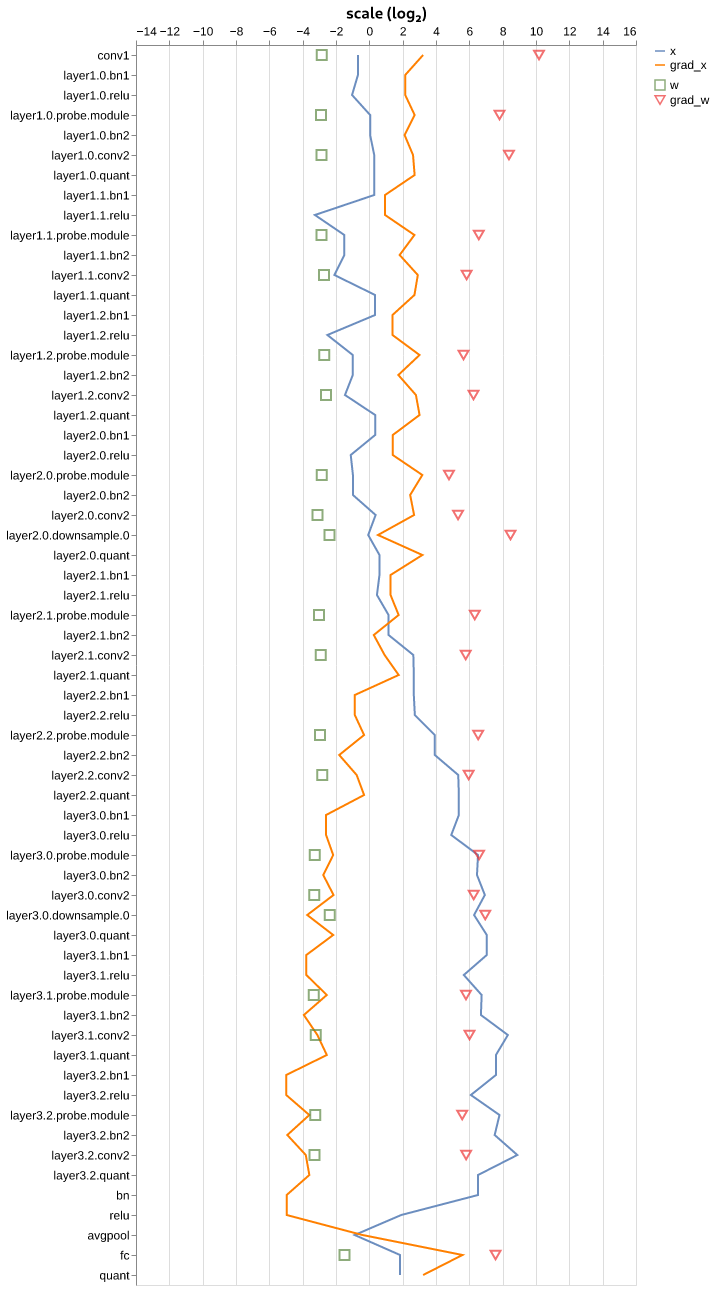 scale (log₂)
−14 −12 −10 −8 −6 −4 −2 0 2 4 6 8 10 12 14 16
conv1
layer1.0.bn1
layer1.0.relu
layer1.0.probe.module
layer1.0.bn2
layer1.0.conv2
layer1.0.quant
layer1.1.bn1
layer1.1.relu
layer1.1.probe.module
layer1.1.bn2
layer1.1.conv2
layer1.1.quant
layer1.2.bn1
layer1.2.relu
layer1.2.probe.module
layer1.2.bn2
layer1.2.conv2
layer1.2.quant
layer2.0.bn1
layer2.0.relu
layer2.0.probe.module
layer2.0.bn2
layer2.0.conv2
layer2.0.downsample.0
layer2.0.quant
layer2.1.bn1
layer2.1.relu
layer2.1.probe.module
layer2.1.bn2
layer2.1.conv2
layer2.1.quant
layer2.2.bn1
layer2.2.relu
layer2.2.probe.module
layer2.2.bn2
layer2.2.conv2
layer2.2.quant
layer3.0.bn1
layer3.0.relu
layer3.0.probe.module
layer3.0.bn2
layer3.0.conv2
layer3.0.downsample.0
layer3.0.quant
layer3.1.bn1
layer3.1.relu
layer3.1.probe.module
layer3.1.bn2
layer3.1.conv2
layer3.1.quant
layer3.2.bn1
layer3.2.relu
layer3.2.probe.module
layer3.2.bn2
layer3.2.conv2
layer3.2.quant
bn
relu
avgpool
fc
quant
x
grad_x
w
grad_w